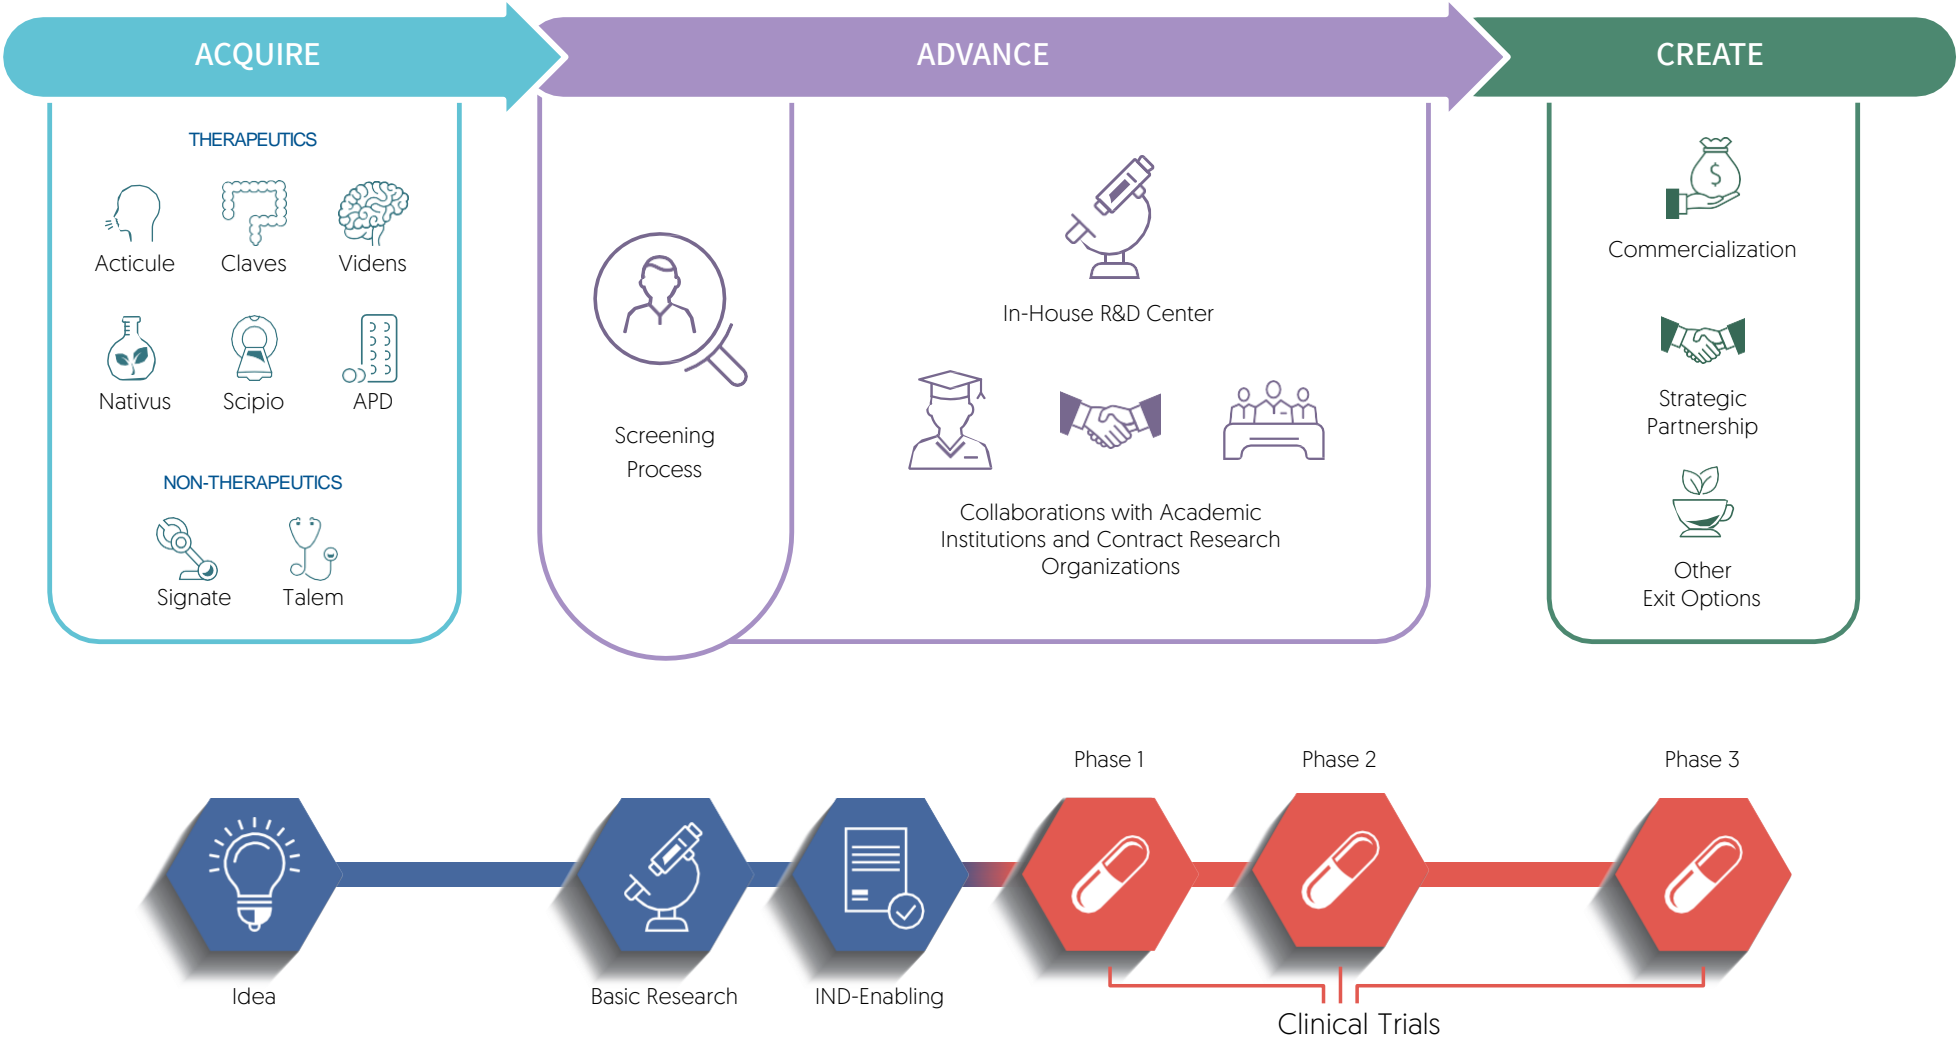 ACQUIRE
ADVANCE
CREATE
THERAPEUTICS
Acticule
Claves
Videns
Nativus
Scipio
APD
NON-THERAPEUTICS
Signate
Talem
Screening
Process
In-House R&D Center
Collaborations with Academic
Institutions and Contract Research
Organizations
$
Commercialization
Strategic
Partnership
Other
Exit Options
Phase 1
Phase 2
Phase 3
Idea
Basic Research
IND-Enabling
Clinical Trials